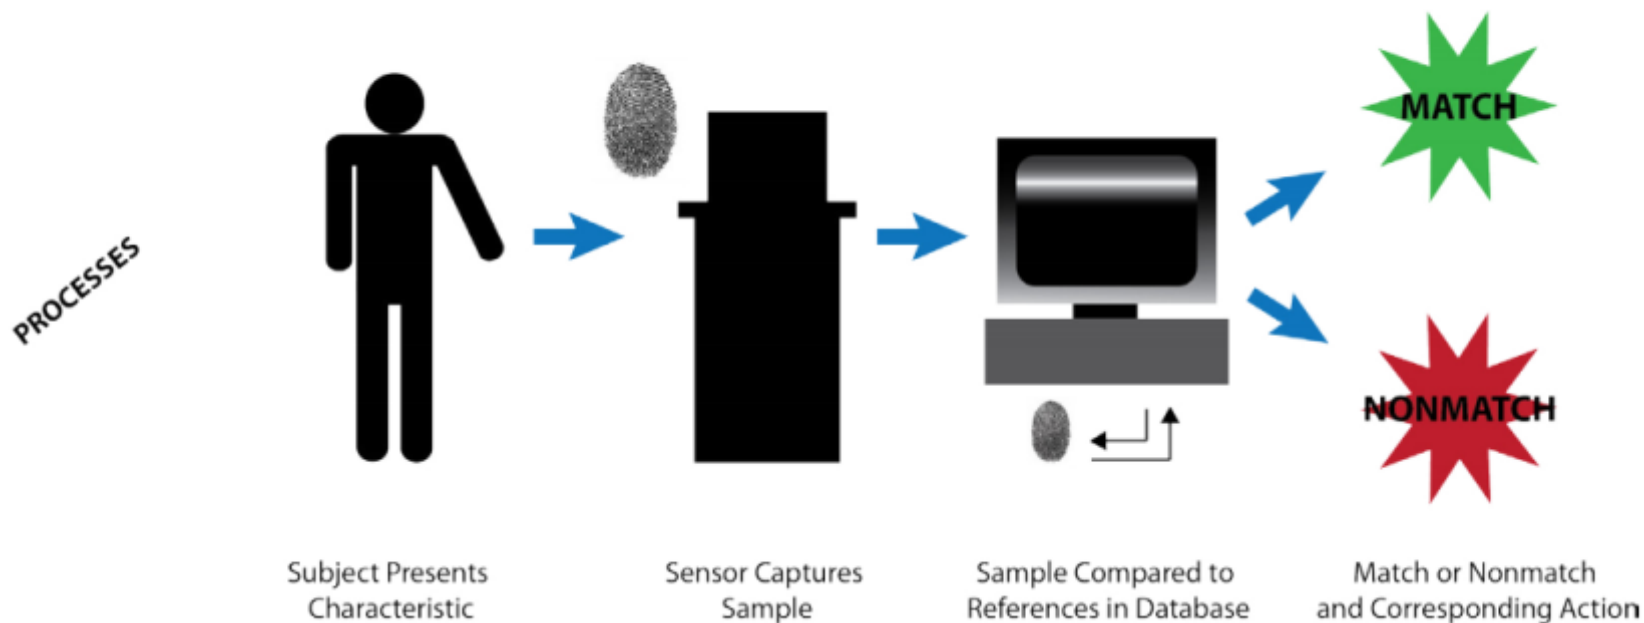 MATCH
PROCESSES
NONMATCH
Subject Presents
Characteristic
Sensor Captures
Sample
Sample Compared to
References in Database
Match or Nonmatch
and Corresponding Action